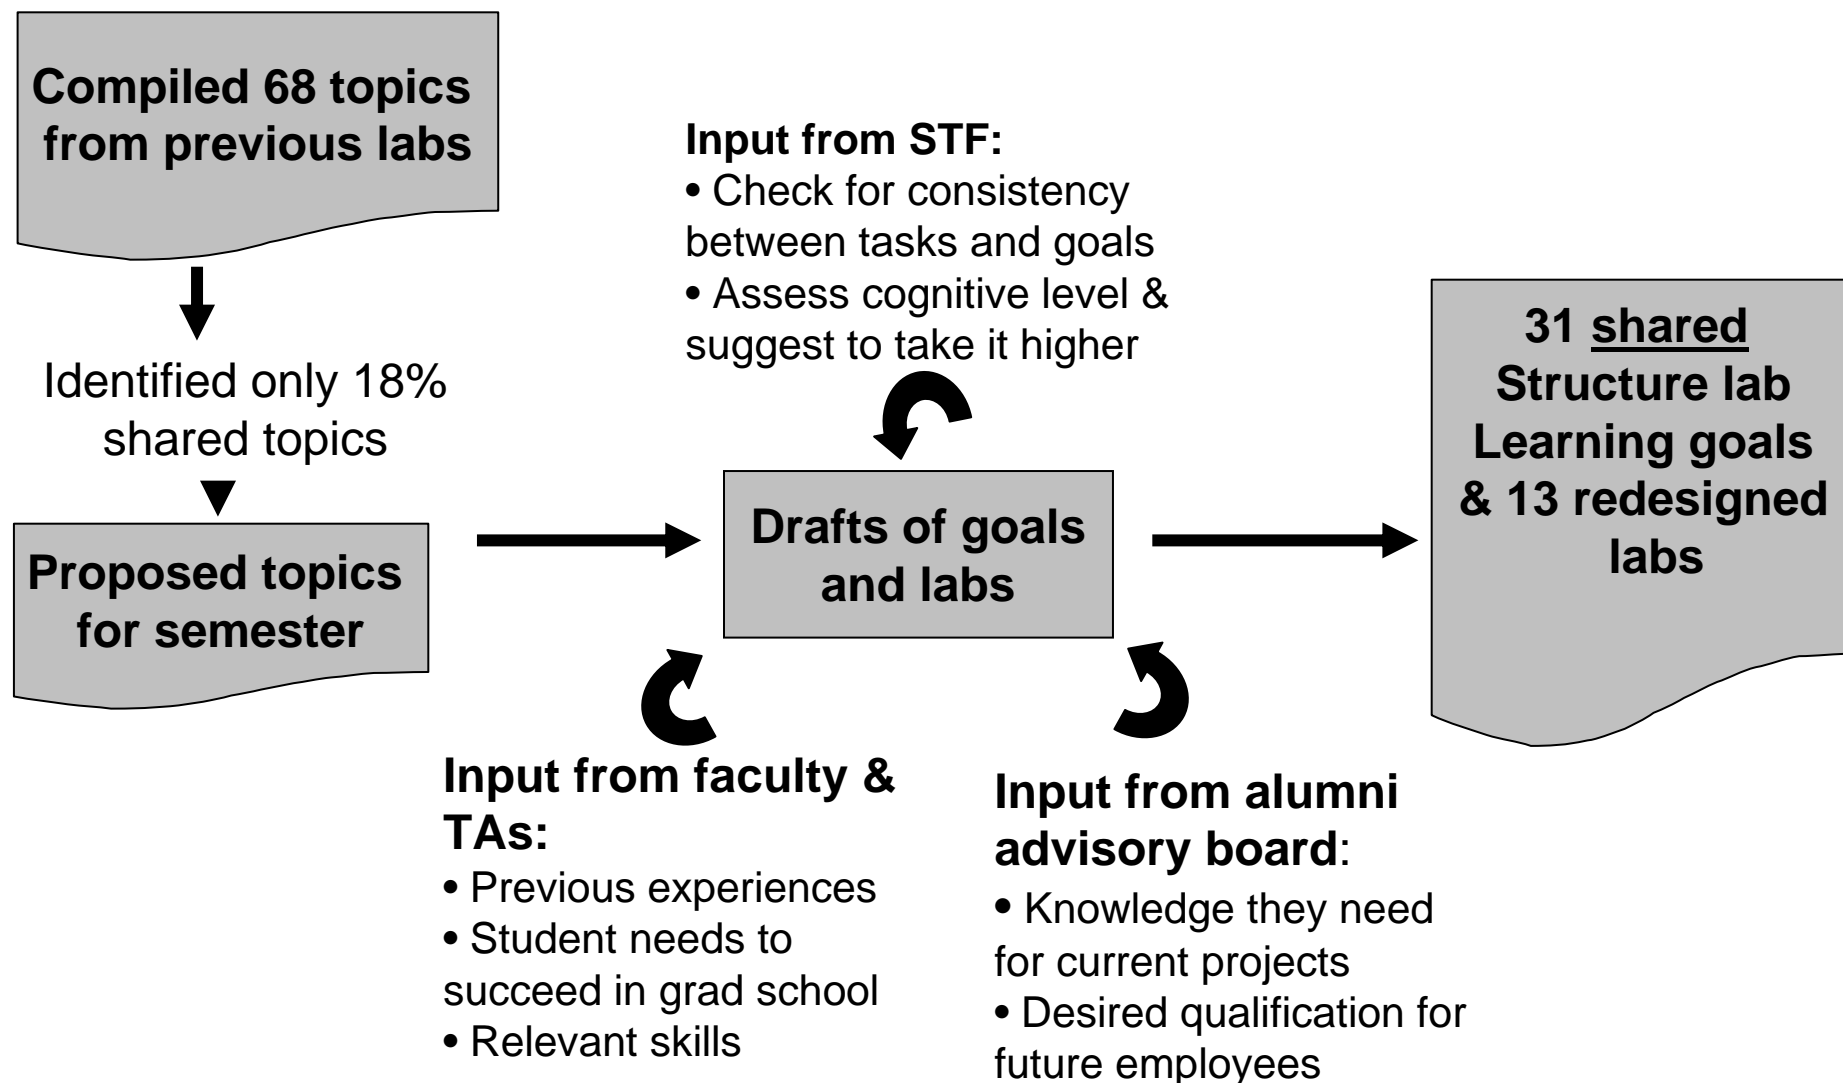 Compiled 68 topics
from previous labs
Identified only 18%
shared topics
Proposed topics
for semester
Input from STF:
• Check for consistency
between tasks and goals
• Assess cognitive level &
suggest to take it higher
Drafts of goals
and labs
Input from faculty &
TAs:
• Previous experiences
• Student needs to
succeed in grad school
• Relevant skills
Input from alumni
advisory board:
• Knowledge they need
for current projects
• Desired qualification for
future employees
31 shared
Structure lab
Learning goals
& 13 redesigned
labs